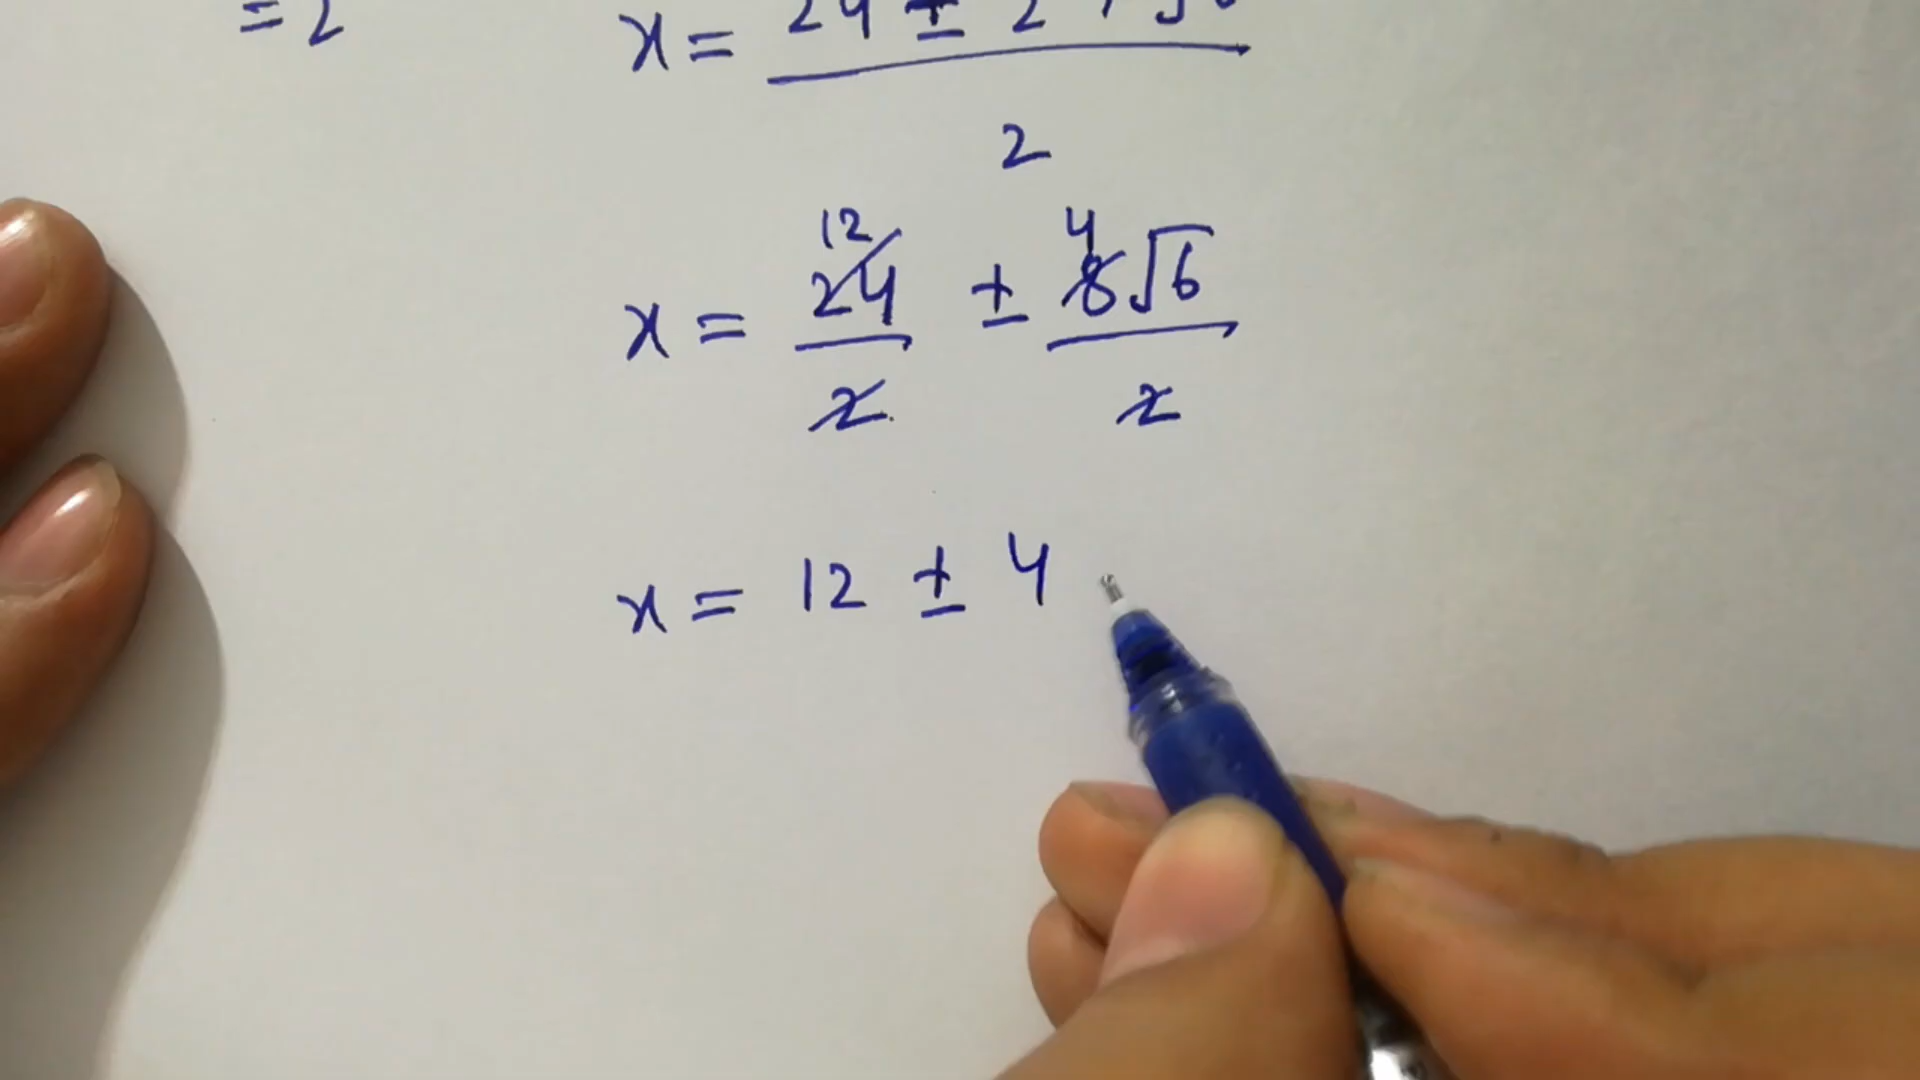 = 2
x = 24 ± 2
2
12 4
x = 24 ± 8√6
2 2
x = 12 ± 4